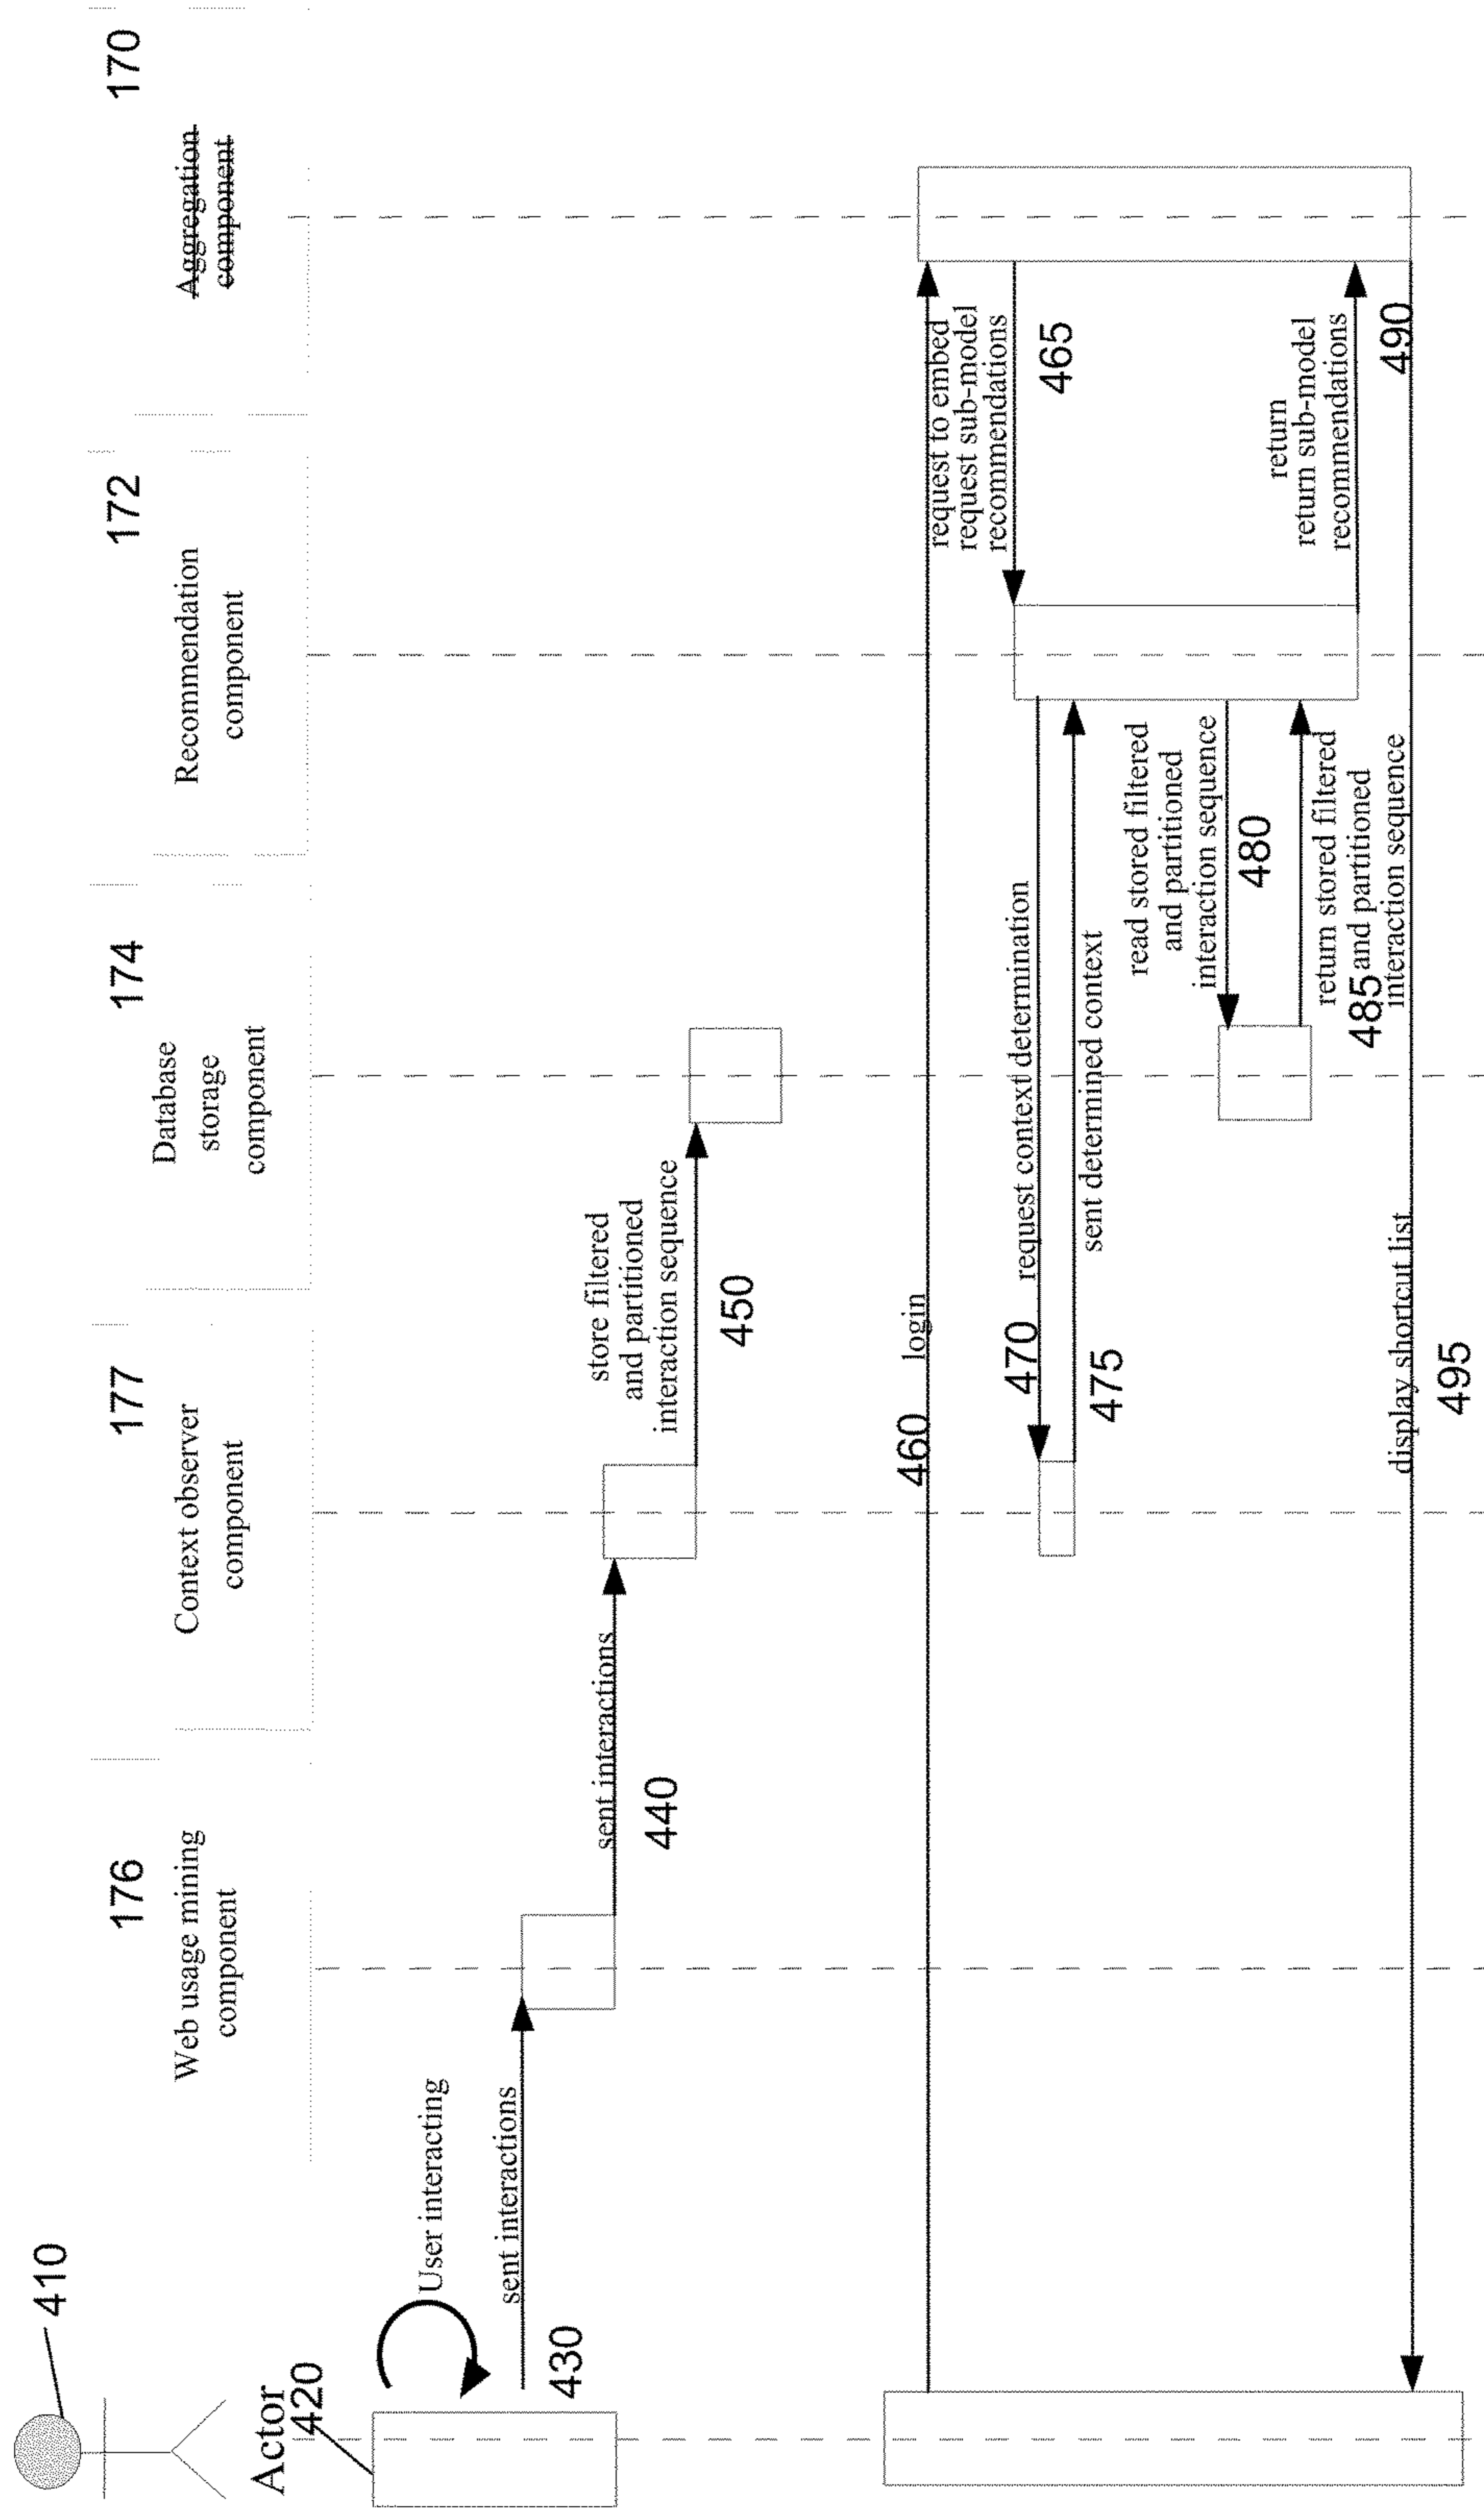 410
Actor
420
176
Web usage mining
component
177
Context observer
component
174
Database
storage
component
172
Recommendation
component
170
Aggregation
component
User interacting
sent interactions
430
sent interactions
440
store filtered
and partitioned
interaction sequence
450
460
login
request to embed
request sub-model
recommendations
465
470
request context determination
sent determined context
475
read stored filtered
and partitioned
interaction sequence
480
return stored filtered
and partitioned
interaction sequence
485
return
return sub-model
recommendations
490
display shortcut list
495